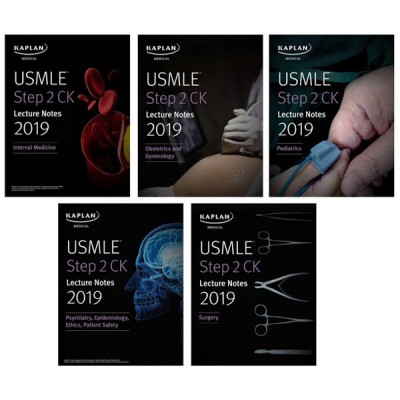 KAPLAN
MEDICAL
USMLE
Step 2 CK
Lecture Notes
2019
Internal Medicine
KAPLAN
MEDICAL
USMLE
Step 2 CK
Lecture Notes
2019
Obstetrics and
Gynecology
KAPLAN
MEDICAL
USMLE
Step 2 CK
Lecture Notes
2019
Pediatrics
KAPLAN
MEDICAL
USMLE
Step 2 CK
Lecture Notes
2019
Psychiatry, Epidemiology,
Ethics, Patient Safety
KAPLAN
MEDICAL
USMLE
Step 2 CK
Lecture Notes
2019
Surgery